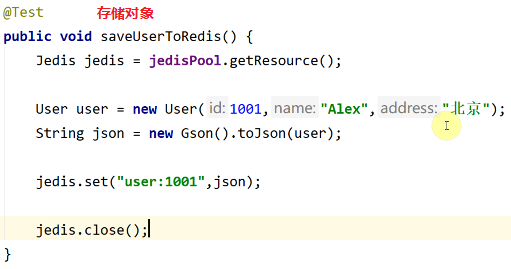 @Test 存储对象
public void saveUserToRedis() {
Jedis jedis = jedisPool.getResource();
User user = new User( id: 1001, name: "Alex", address: "北京");
String json = new Gson().toJson(user);
jedis.set("user:1001",json);
jedis.close();
}